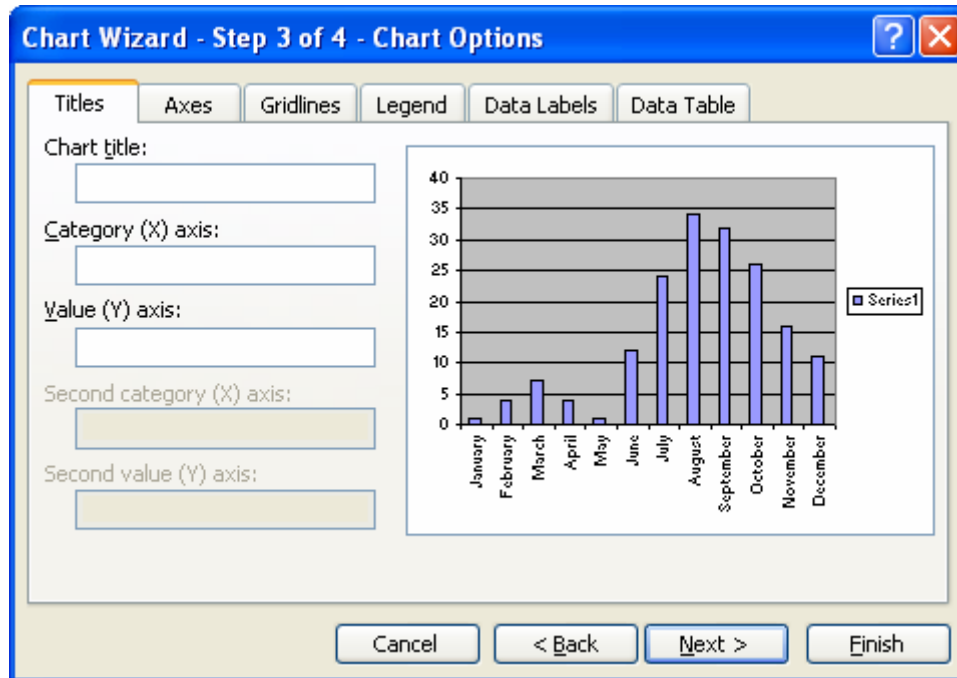 Chart Wizard - Step 3 of 4 - Chart Options
Titles Axes Gridlines Legend Data Labels Data Table
Chart title:
Category (X) axis:
Value (Y) axis:
Second category (X) axis:
Second value (Y) axis:
40
35
30
25
20
15
10
5
0
January February March April May June July August September October November December
Series1
Cancel < Back Next > Finish